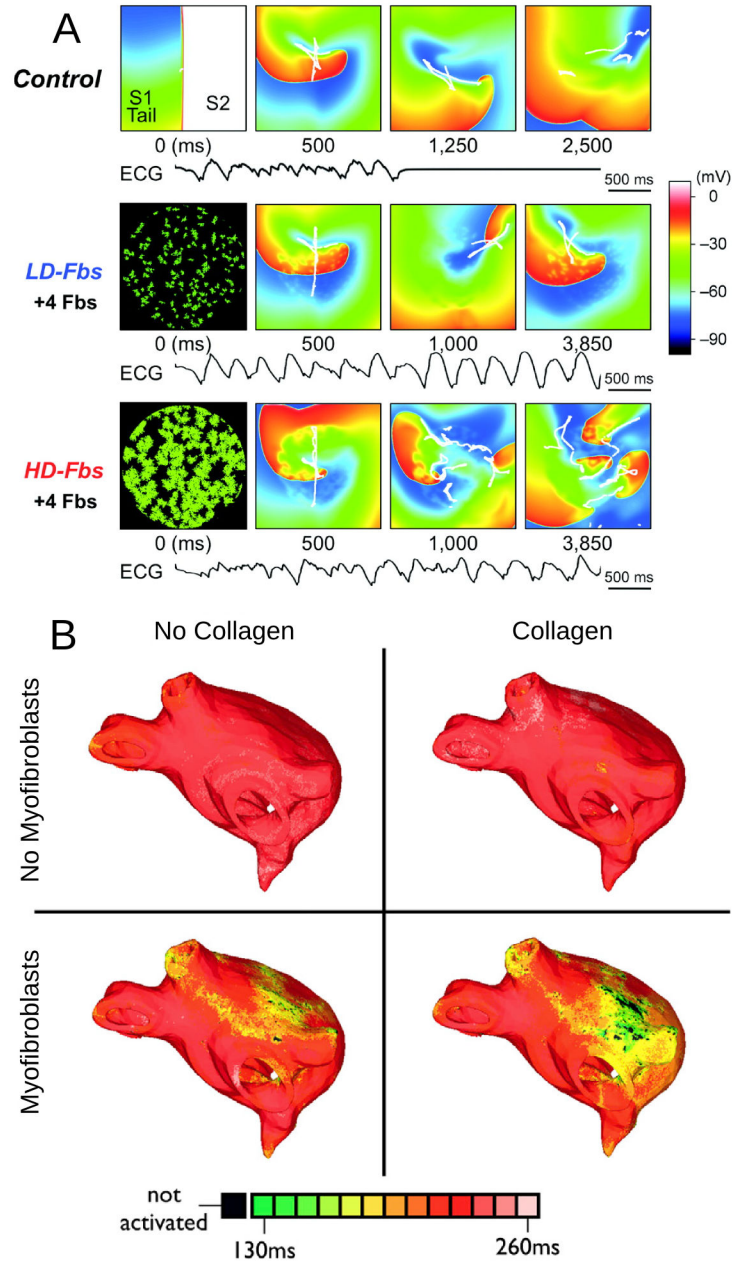 A
Control
S1
Tail
S2
0 (ms) 500 1,250 2,500
ECG
500 ms
(mV)
0
–30
–60
–90
LD-Fbs
+4 Fbs
0 (ms) 500 1,000 3,850
ECG
500 ms
HD-Fbs
+4 Fbs
0 (ms) 500 1,000 3,850
ECG
500 ms
B
No Collagen Collagen
No Myofibroblasts
Myofibroblasts
not
activated
130ms 260ms